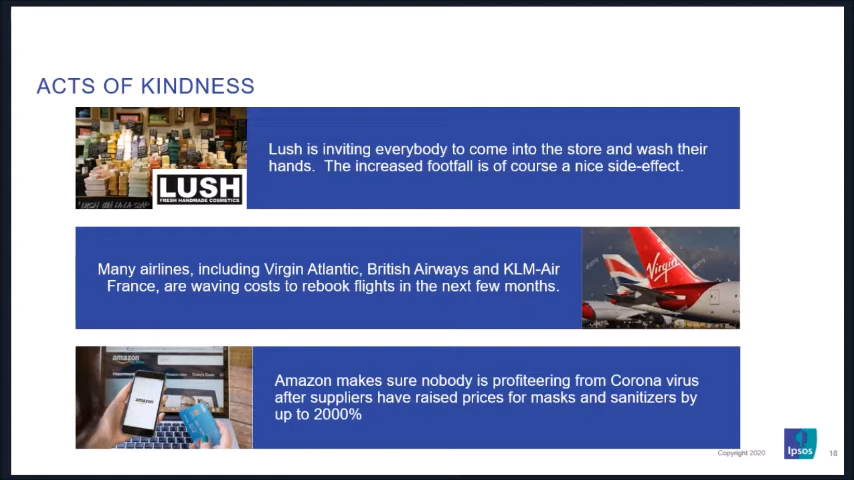 ACTS OF KINDNESS
LUSH
FRESH HANDMADE COSMETICS
Lush is inviting everybody to come into the store and wash their
hands.  The increased footfall is of course a nice side-effect.
Many airlines, including Virgin Atlantic, British Airways and KLM-Air
France, are waving costs to rebook flights in the next few months.
Virgin
amazon
amazon
Amazon makes sure nobody is profiteering from Corona virus
after suppliers have raised prices for masks and sanitizers by
up to 2000%
Copyright 2020
Ipsos
18